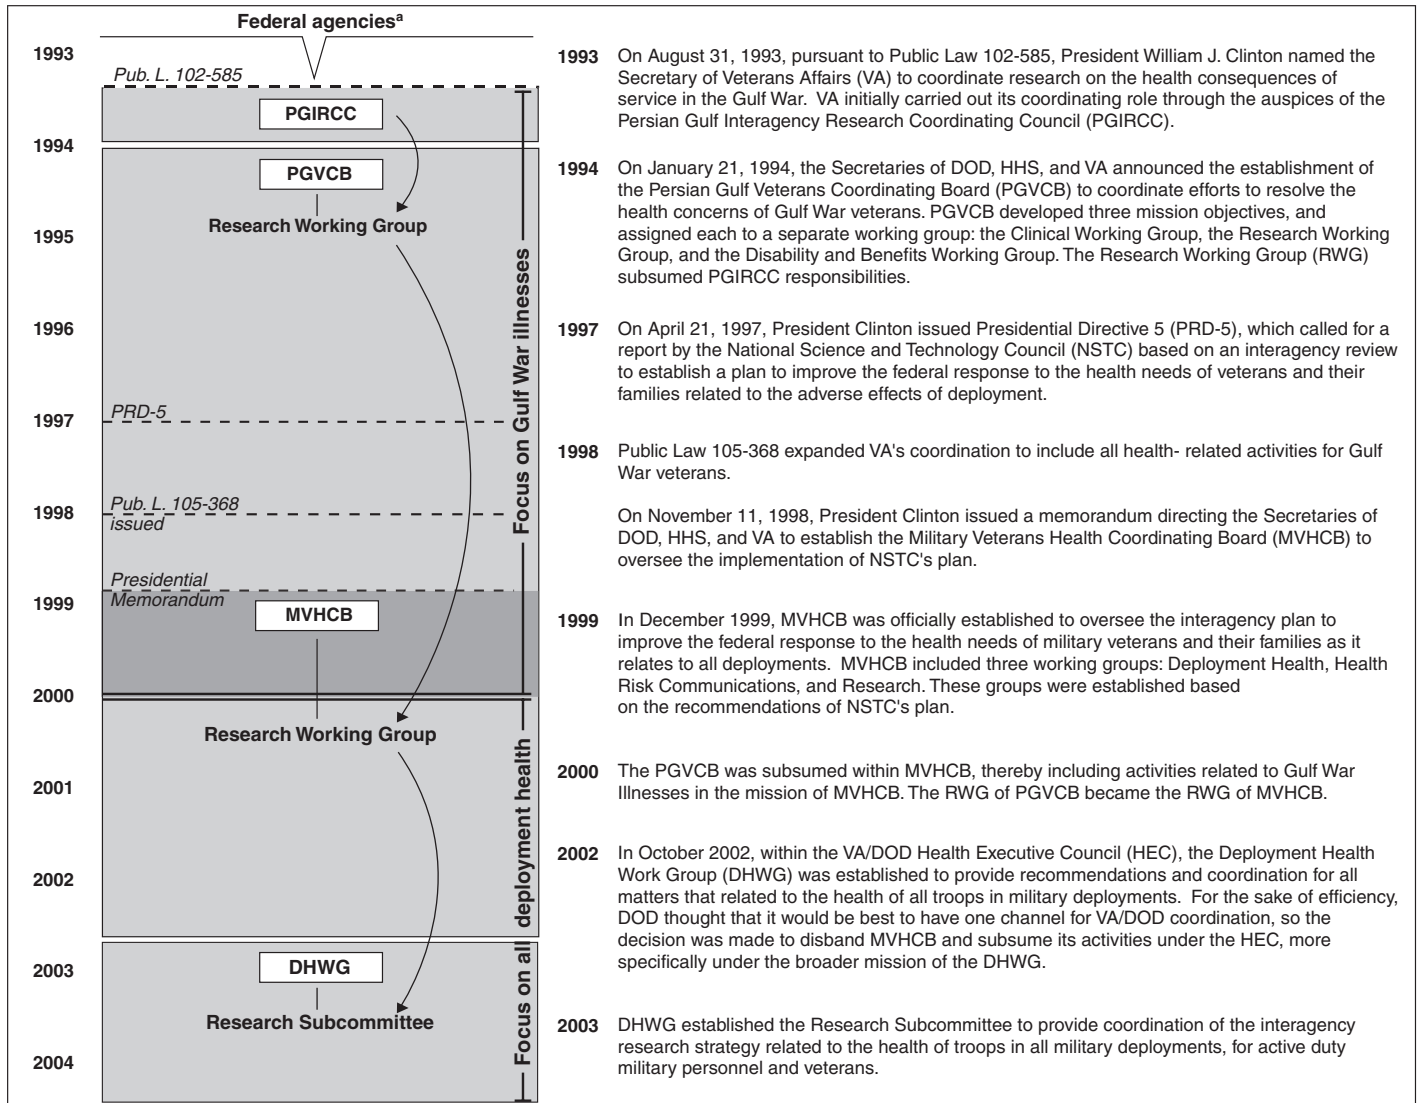 Federal agenciesª
1993
Pub. L. 102-585
PGIRCC
1994
PGVCB
Research Working Group
1995
1996
PRD-5
1997
Pub. L. 105-368
1998
issued
Presidential
1999
Memorandum
MVHCB
2000
Research Working Group
2001
2002
2003
DHWG
Research Subcommittee
2004
Focus on Gulf War illnesses
Focus on all deployment health
1993 On August 31, 1993, pursuant to Public Law 102-585, President William J. Clinton named the
Secretary of Veterans Affairs (VA) to coordinate research on the health consequences of
service in the Gulf War. VA initially carried out its coordinating role through the auspices of the
Persian Gulf Interagency Research Coordinating Council (PGIRCC).
1994 On January 21, 1994, the Secretaries of DOD, HHS, and VA announced the establishment of
the Persian Gulf Veterans Coordinating Board (PGVCB) to coordinate efforts to resolve the
health concerns of Gulf War veterans. PGVCB developed three mission objectives, and
assigned each to a separate working group: the Clinical Working Group, the Research Working
Group, and the Disability and Benefits Working Group. The Research Working Group (RWG)
subsumed PGIRCC responsibilities.
1997 On April 21, 1997, President Clinton issued Presidential Directive 5 (PRD-5), which called for a
report by the National Science and Technology Council (NSTC) based on an interagency review
to establish a plan to improve the federal response to the health needs of veterans and their
families related to the adverse effects of deployment.
1998 Public Law 105-368 expanded VA's coordination to include all health- related activities for Gulf
War veterans.
On November 11, 1998, President Clinton issued a memorandum directing the Secretaries of
DOD, HHS, and VA to establish the Military Veterans Health Coordinating Board (MVHCB) to
oversee the implementation of NSTC's plan.
1999 In December 1999, MVHCB was officially established to oversee the interagency plan to
improve the federal response to the health needs of military veterans and their families as it
relates to all deployments. MVHCB included three working groups: Deployment Health, Health
Risk Communications, and Research. These groups were established based
on the recommendations of NSTC's plan.
2000 The PGVCB was subsumed within MVHCB, thereby including activities related to Gulf War
Illnesses in the mission of MVHCB. The RWG of PGVCB became the RWG of MVHCB.
2002 In October 2002, within the VA/DOD Health Executive Council (HEC), the Deployment Health
Work Group (DHWG) was established to provide recommendations and coordination for all
matters that related to the health of all troops in military deployments. For the sake of efficiency,
DOD thought that it would be best to have one channel for VA/DOD coordination, so the
decision was made to disband MVHCB and subsume its activities under the HEC, more
specifically under the broader mission of the DHWG.
2003 DHWG established the Research Subcommittee to provide coordination of the interagency
research strategy related to the health of troops in all military deployments, for active duty
military personnel and veterans.